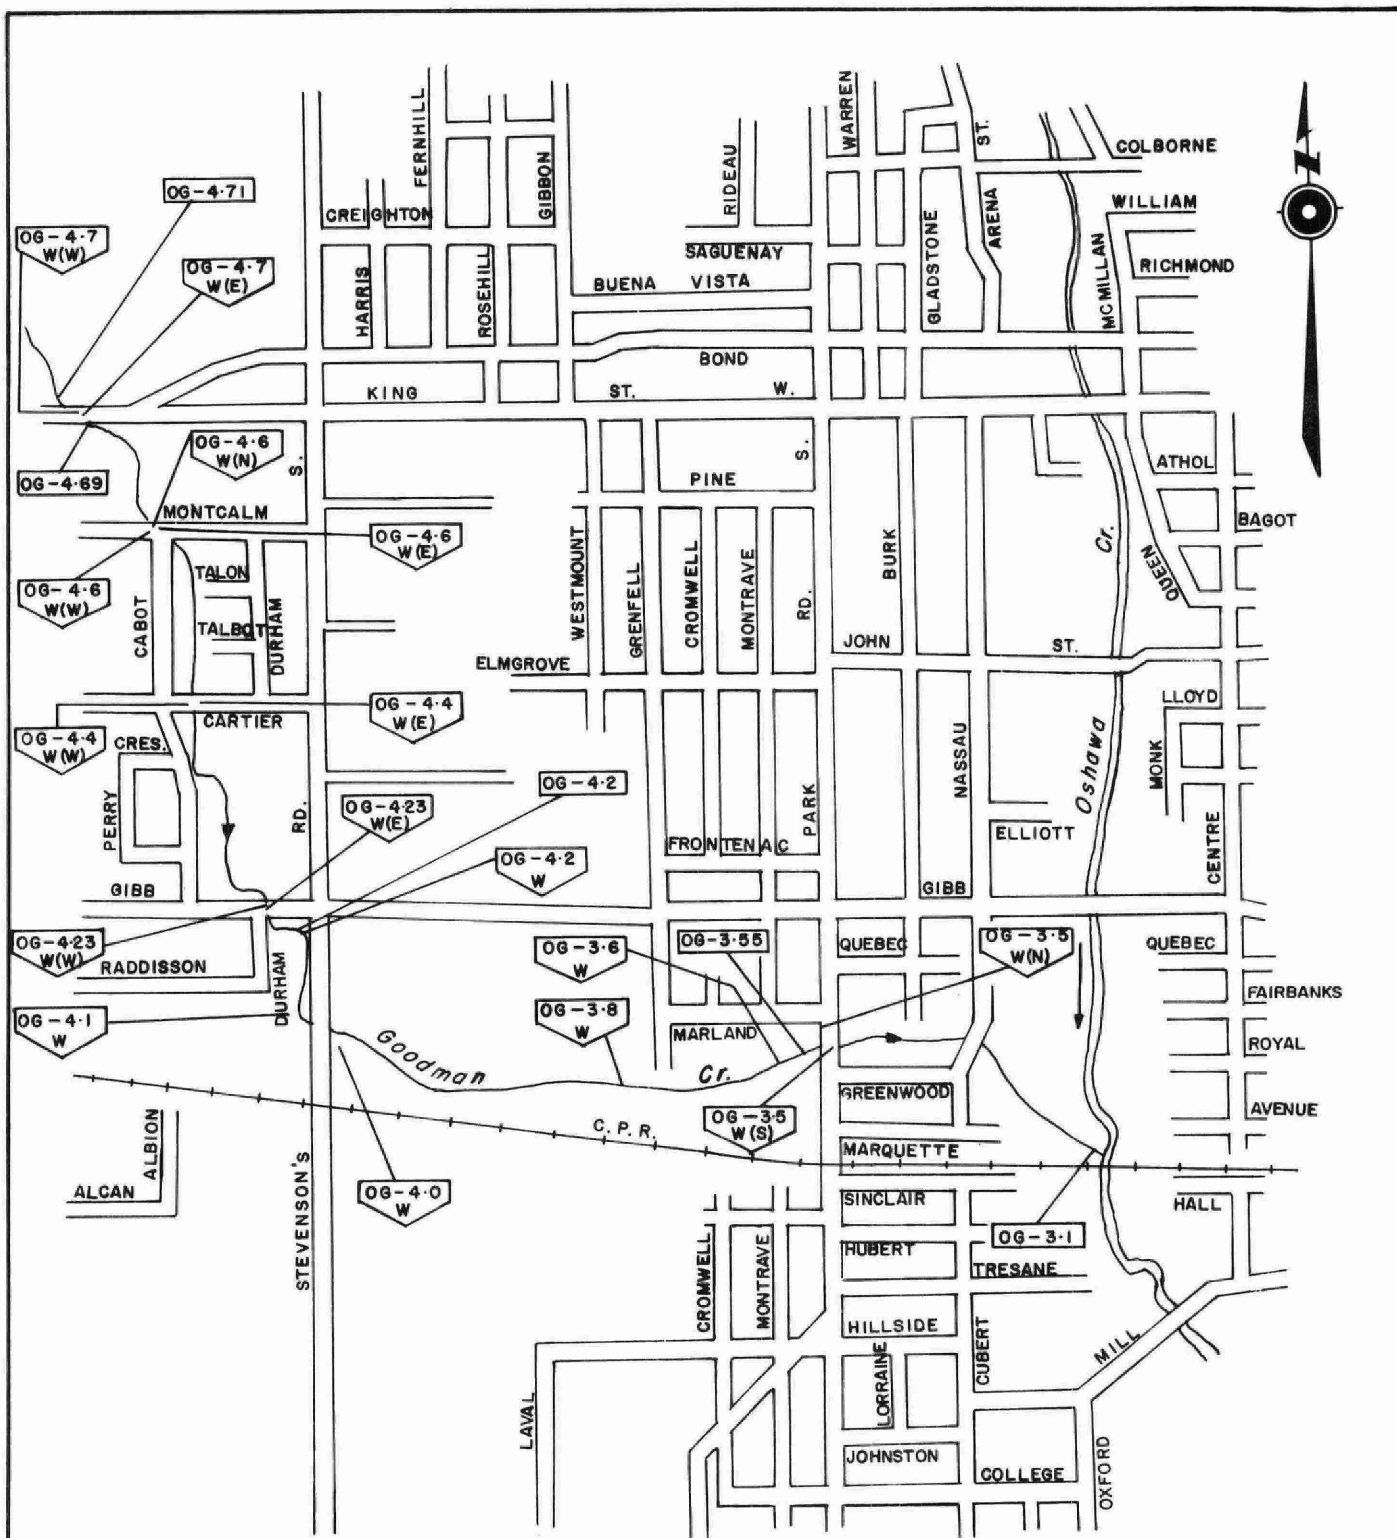 FERNHILL
WARREN
ST.
COLBORNE
OG-4·71
RIDEAU
GIBBON
WILLIAM
CREIGHTON
ARENA
OG-4·7
W(W)
OG-4·7
W(E)
SAGUENAY
GLADSTONE
MCMILLAN
RICHMOND
HARRIS
ROSEHILL
BUENA VISTA
BOND
KING ST. W.
OG-4·6
W(N)
S.
S.
ATHOL
OG-4·69
PINE
MONTCALM
BAGOT
OG-4·6
W(E)
Cr.
QUEEN
WESTMOUNT
GRENFELL
CROMWELL
MONTRAVE
RD.
BURK
OG-4·6
W(W)
TALON
CABOT
TALBOT
DURHAM
JOHN ST.
ELMGROVE
OG-4·4
W(E)
LLOYD
CARTIER
OG-4·4
W(W)
CRES.
NASSAU
Oshawa
MONK
OG-4·2
PERRY
RD.
OG-4·23
W(E)
PARK
ELLIOTT
CENTRE
FRONTENAC
OG-4·2
W
GIBB
GIBB
OG-4·23
W(W)
OG-3·6
W
OG-3·55
QUEBEC
OG-3·5
W(N)
QUEBEC
RADDISSON
DURHAM
FAIRBANKS
OG-4·1
W
OG-3·8
W
MARLAND
ROYAL
Goodman Cr.
GREENWOOD
AVENUE
OG-3·5
W(S)
C.P.R.
MARQUETTE
ALBION
ALCAN
OG-4·0
W
SINCLAIR
HALL
STEVENSON'S
OG-3·1
CROMWELL
MONTRAVE
HUBERT
TRESANE
HILLSIDE
CUBERT
MILL
LORRAINE
LAVAL
JOHNSTON
COLLEGE
OXFORD